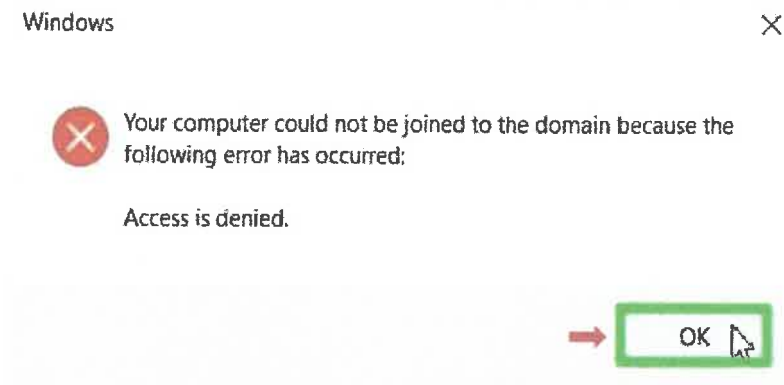 Windows
Your computer could not be joined to the domain because the
following error has occurred:
Access is denied.
OK